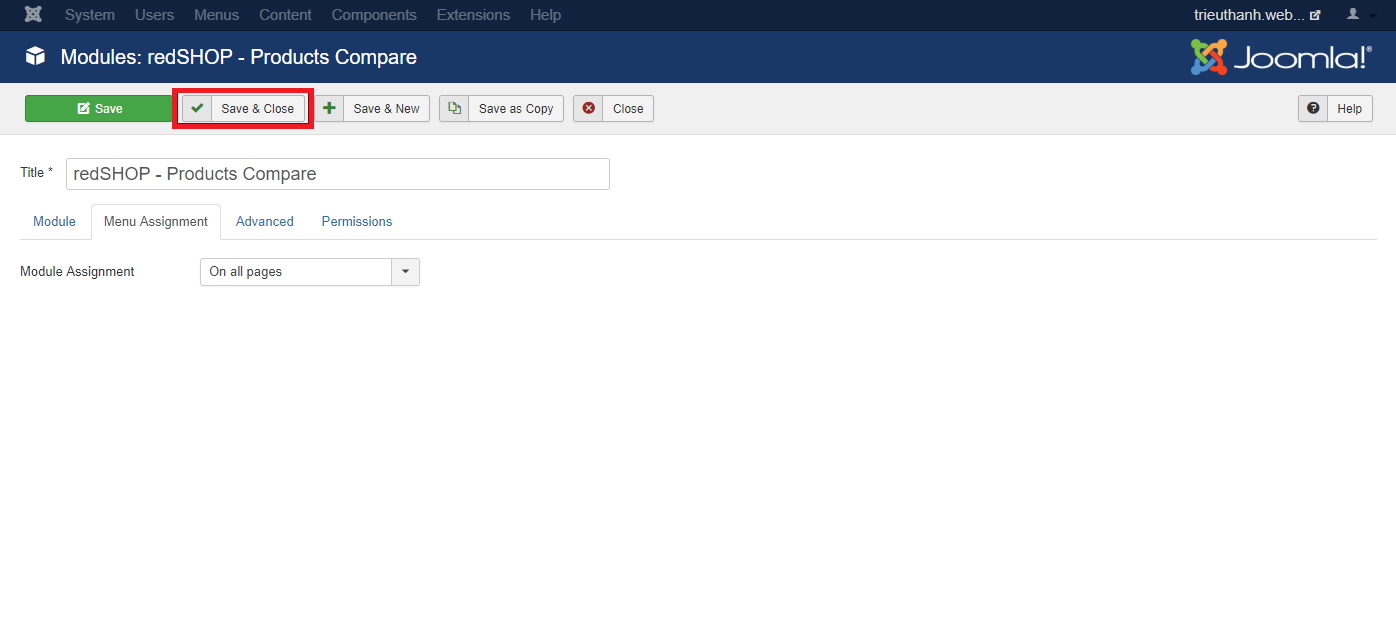 System Users Menus Content Components Extensions Help trieuthanh.web...
Modules: redSHOP - Products Compare Joomla!®
Save Save & Close Save & New Save as Copy Close Help
Title * redSHOP - Products Compare
Module Menu Assignment Advanced Permissions
Module Assignment On all pages